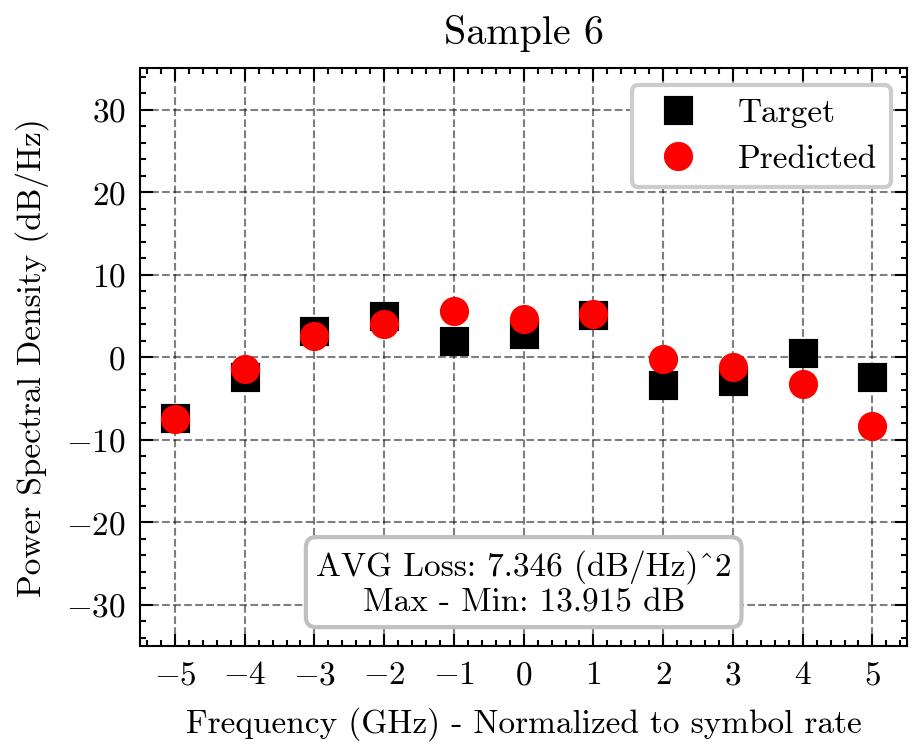 Sample 6
Target
Predicted
Power Spectral Density (dB/Hz)
30
20
10
0
−10
−20
−30
AVG Loss: 7.346 (dB/Hz)^2
Max - Min: 13.915 dB
−5 −4 −3 −2 −1 0 1 2 3 4 5
Frequency (GHz) - Normalized to symbol rate